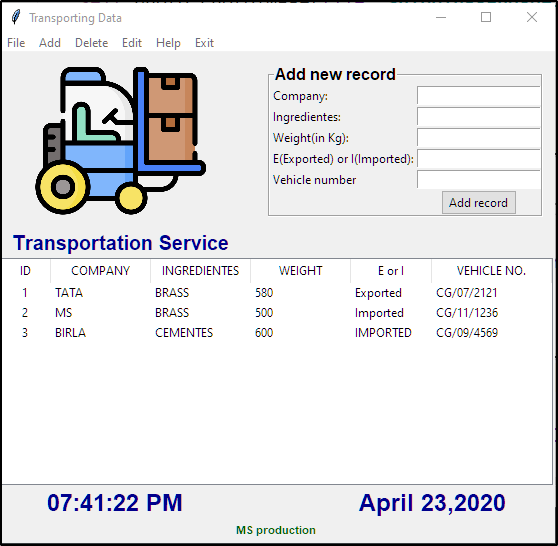 Transporting Data
File Add Delete Edit Help Exit
Add new record
Company:
Ingredientes:
Weight(in Kg):
E(Exported) or I(Imported):
Vehicle number
Add record
Transportation Service
ID COMPANY INGREDIENTES WEIGHT E or I VEHICLE NO.
1 TATA BRASS 580 Exported CG/07/2121
2 MS BRASS 500 Imported CG/11/1236
3 BIRLA CEMENTES 600 IMPORTED CG/09/4569
07:41:22 PM April 23,2020
MS production